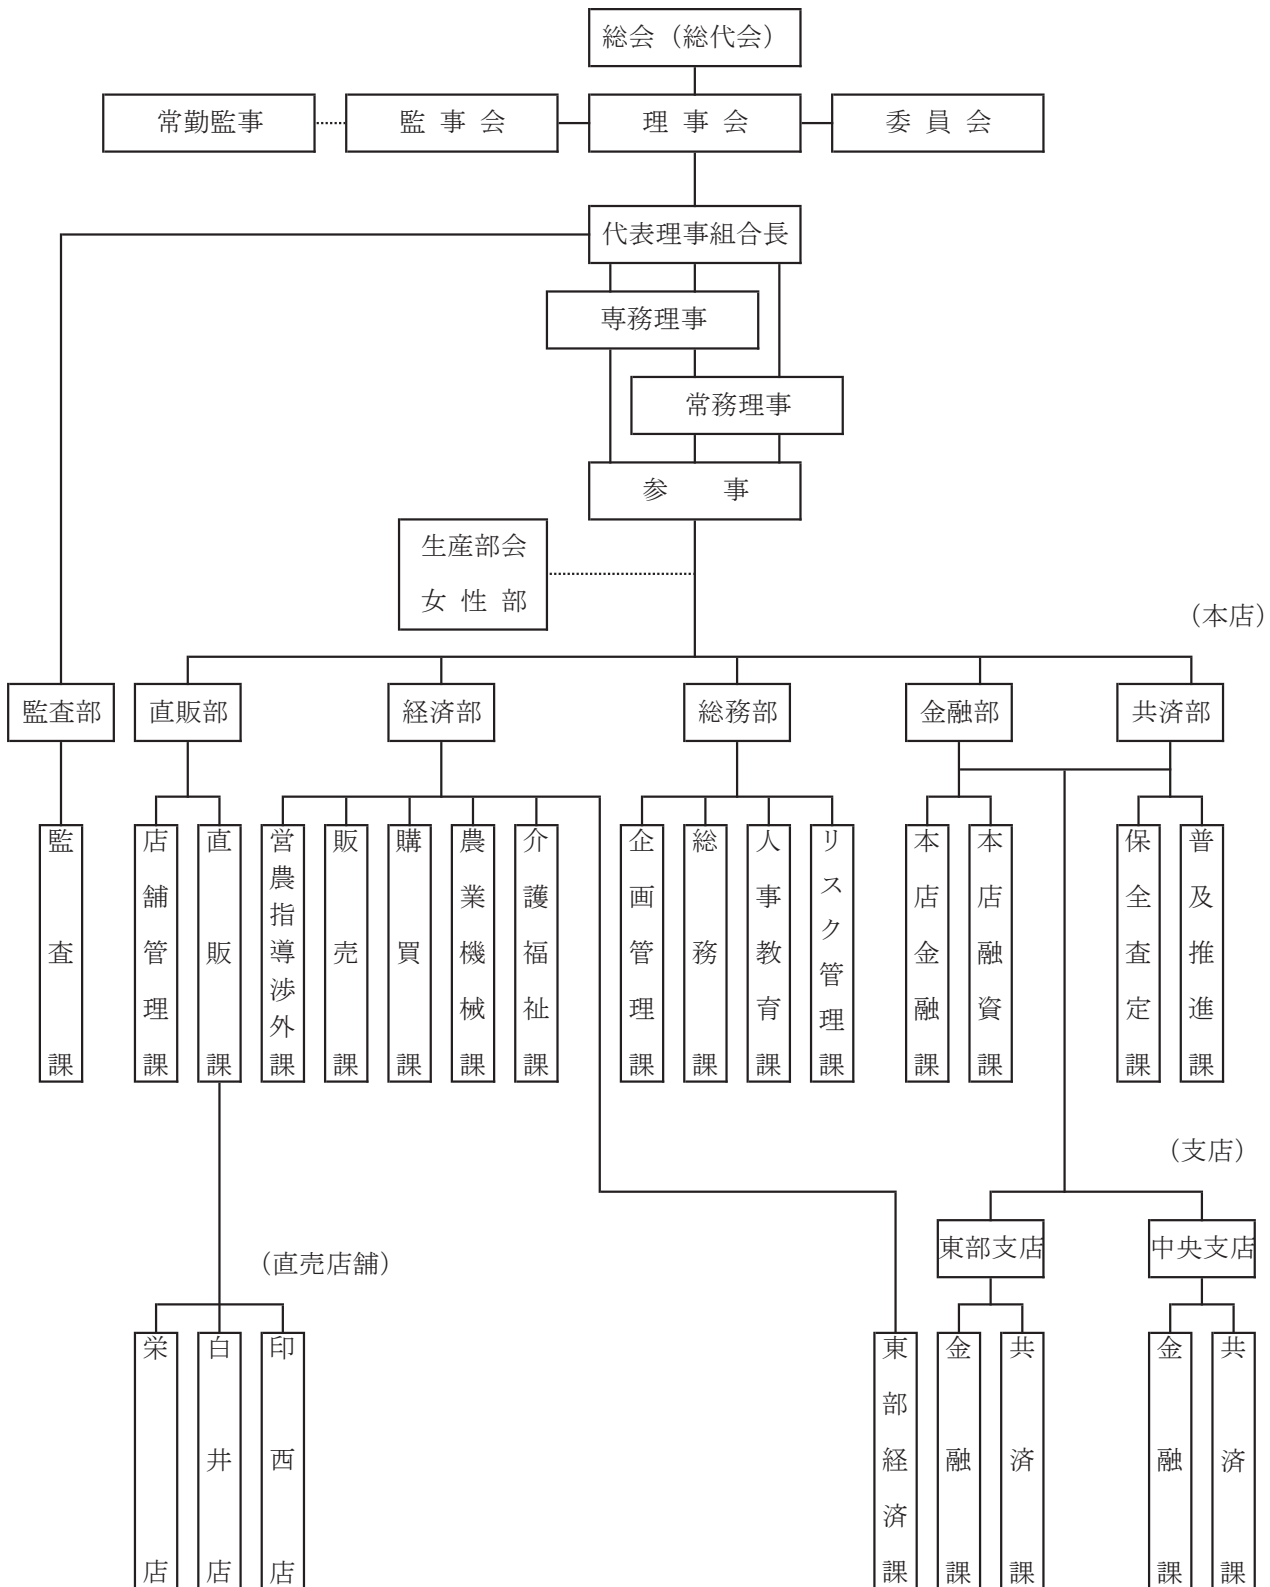 総会（総代会）
常勤監事
監事会
理事会
委員会
代表理事組合長
専務理事
常務理事
参事
生産部会
女性部
（本店）
監査部
直販部
経済部
総務部
金融部
共済部
監査課
店舗管理課
直販課
営農指導渉外課
販売課
購買課
農業機械課
介護福祉課
企画管理課
総務課
人事教育課
リスク管理課
本店金融課
本店融資課
保全査定課
普及推進課
（支店）
東部支店
中央支店
（直売店舗）
栄店
白井店
印西店
東部経済課
金融課
共済課
金融課
共済課